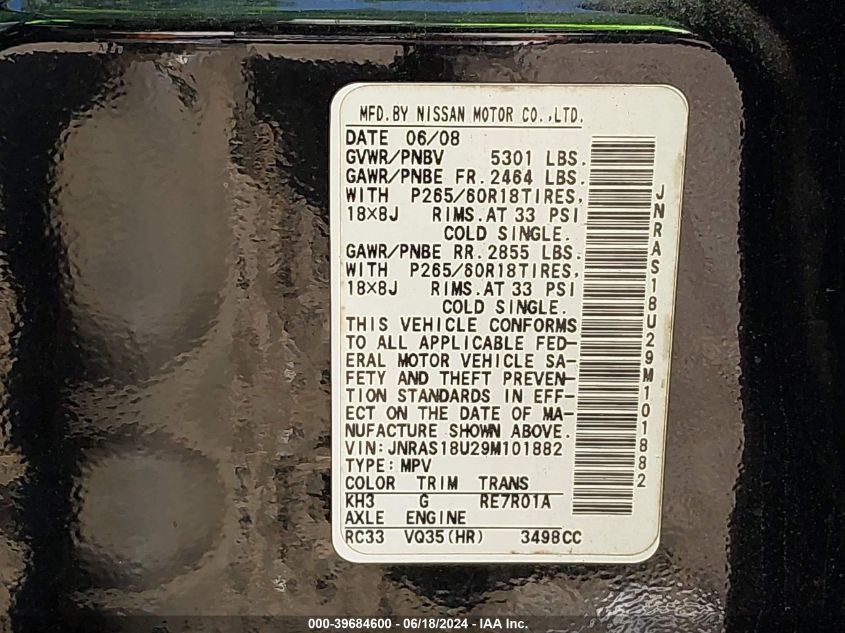 MFD.BY NISSAN MOTOR CO.,LTD.
DATE 06/08
GVWR/PNBV 5301 LBS.
GAWR/PNBE FR. 2464 LBS.
WITH P265/60R18TIRES,
18×8J RIMS.AT 33 PSI
COLD SINGLE.
GAWR/PNBE RR. 2855 LBS.
WITH P265/60R18TIRES,
18×8J RIMS.AT 33 PSI
COLD SINGLE.
THIS VEHICLE CONFORMS
TO ALL APPLICABLE FED-
ERAL MOTOR VEHICLE SA-
FETY AND THEFT PREVEN-
TION STANDARDS IN EFF-
ECT ON THE DATE OF MA-
NUFACTURE SHOWN ABOVE.
VIN:JNRAS18U29M101882
TYPE:MPV
COLOR TRIM TRANS
KH3 G RE7R01A
AXLE ENGINE
RC33 VQ35(HR) 3498CC
JNRAS18U29M101882
000-39684600 - 06/18/2024 - IAA Inc.